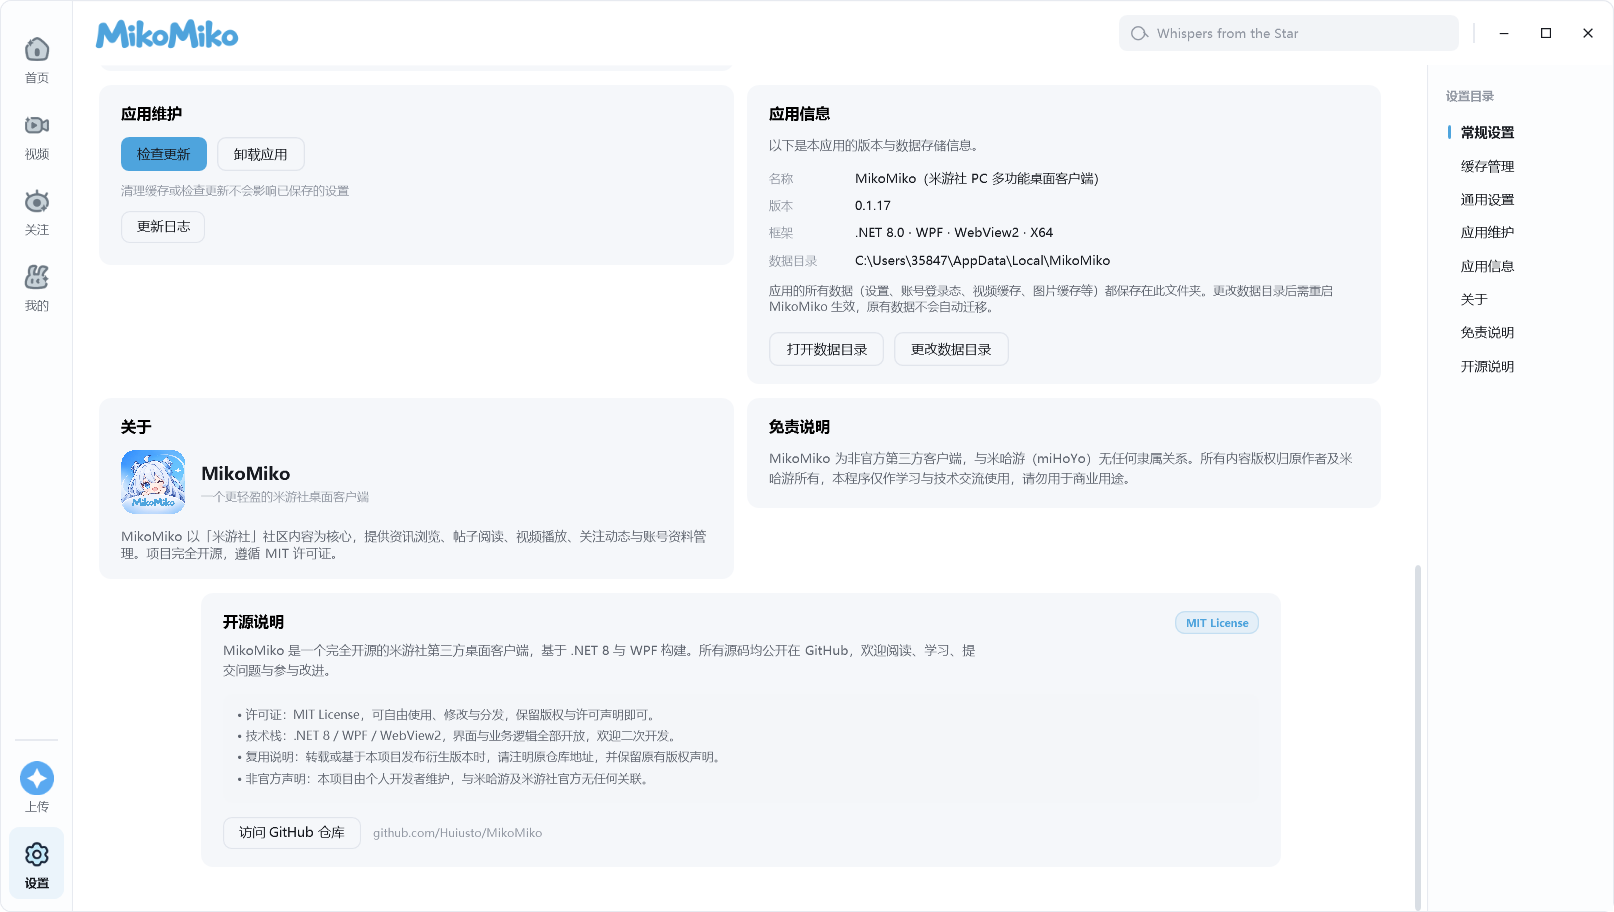 MikoMiko
Whispers from the Star
首页
视频
关注
我的
上传
设置
应用维护
检查更新
卸载应用
清理缓存或检查更新不会影响已保存的设置
更新日志
应用信息
以下是本应用的版本与数据存储信息。
名称 MikoMiko（米游社 PC 多功能桌面客户端）
版本 0.1.17
框架 .NET 8.0 · WPF · WebView2 · X64
数据目录 C:\Users\35847\AppData\Local\MikoMiko
应用的所有数据（设置、账号登录态、视频缓存、图片缓存等）都保存在此文件夹。更改数据目录后需重启
MikoMiko 生效，原有数据不会自动迁移。
打开数据目录
更改数据目录
关于
MikoMiko
MikoMiko
一个更轻盈的米游社桌面客户端
MikoMiko 以「米游社」社区内容为核心，提供资讯浏览、帖子阅读、视频播放、关注动态与账号资料管
理。项目完全开源，遵循 MIT 许可证。
免责说明
MikoMiko 为非官方第三方客户端，与米哈游（miHoYo）无任何隶属关系。所有内容版权归原作者及米
哈游所有，本程序仅作学习与技术交流使用，请勿用于商业用途。
开源说明
MIT License
MikoMiko 是一个完全开源的米游社第三方桌面客户端，基于 .NET 8 与 WPF 构建。所有源码均公开在 GitHub，欢迎阅读、学习、提
交问题与参与改进。
• 许可证：MIT License，可自由使用、修改与分发，保留版权与许可声明即可。
• 技术栈：.NET 8 / WPF / WebView2，界面与业务逻辑全部开放，欢迎二次开发。
• 复用说明：转载或基于本项目发布衍生版本时，请注明原仓库地址，并保留原有版权声明。
• 非官方声明：本项目由个人开发者维护，与米哈游及米游社官方无任何关联。
访问 GitHub 仓库
github.com/Huiusto/MikoMiko
设置目录
常规设置
缓存管理
通用设置
应用维护
应用信息
关于
免责说明
开源说明